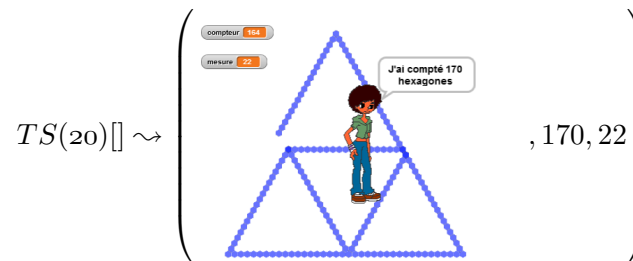 compteur 164
mesure 22
J'ai compté 170
hexagones
TS(20)[] ⤳ ( , 170, 22 )